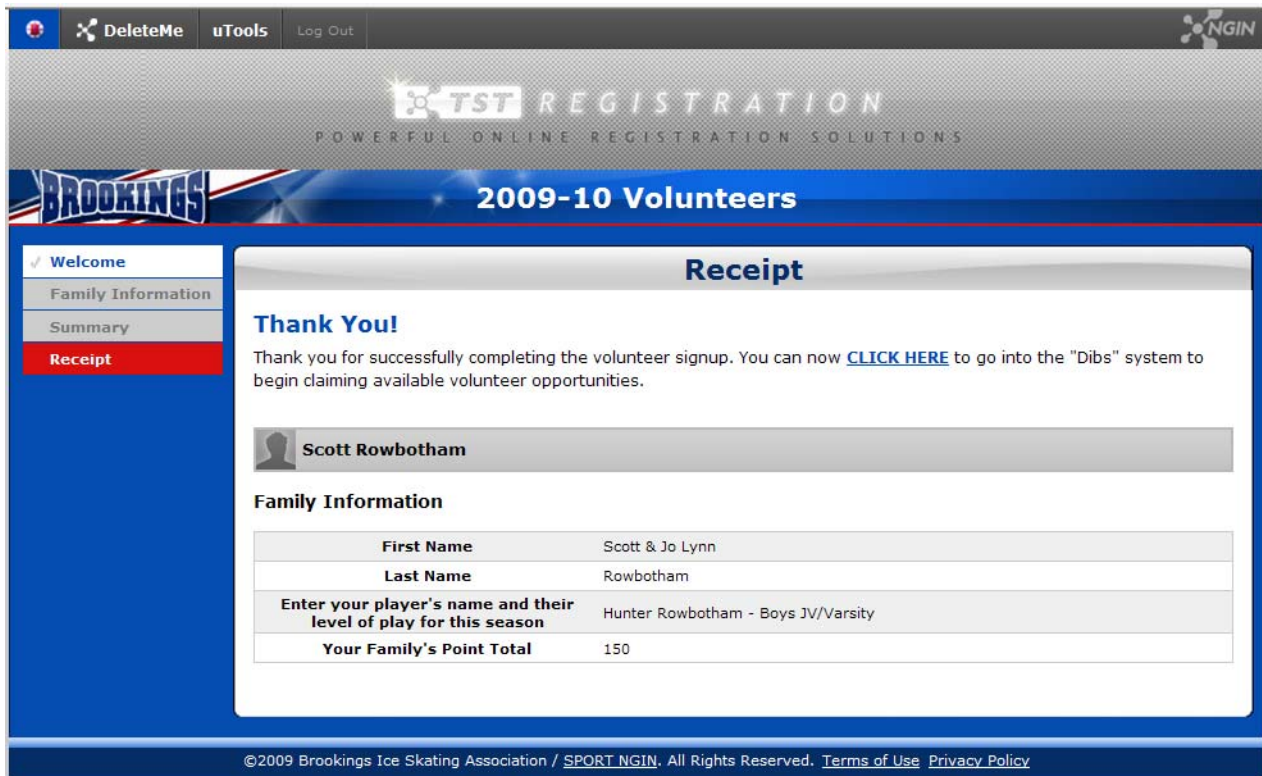 DeleteMe uTools Log Out NGIN
TST REGISTRATION
POWERFUL ONLINE REGISTRATION SOLUTIONS
BROOKINGS 2009-10 Volunteers
Welcome
Family Information
Summary
Receipt
Receipt
Thank You!
Thank you for successfully completing the volunteer signup. You can now CLICK HERE to go into the "Dibs" system to
begin claiming available volunteer opportunities.
Scott Rowbotham
Family Information
First Name Scott & Jo Lynn
Last Name Rowbotham
Enter your player's name and their
level of play for this season Hunter Rowbotham - Boys JV/Varsity
Your Family's Point Total 150
©2009 Brookings Ice Skating Association / SPORT NGIN. All Rights Reserved. Terms of Use Privacy Policy